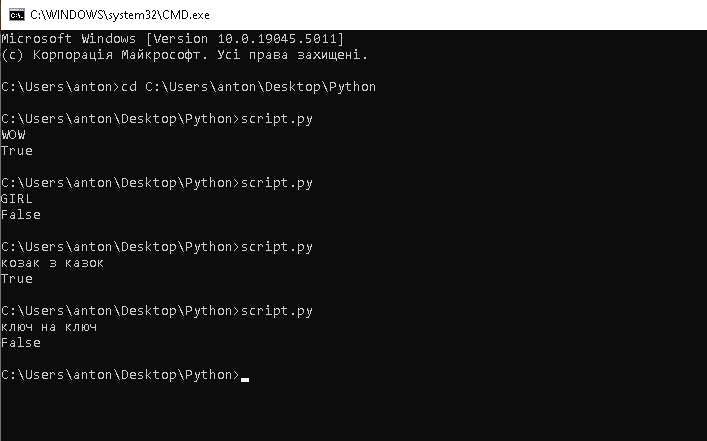 C:\WINDOWS\system32\CMD.exe
Microsoft Windows [Version 10.0.19045.5011]
(c) Корпорація Майкрософт. Усі права захищені.
C:\Users\anton>cd C:\Users\anton\Desktop\Python
C:\Users\anton\Desktop\Python>script.py
WOW
True
C:\Users\anton\Desktop\Python>script.py
GIRL
False
C:\Users\anton\Desktop\Python>script.py
козак з казок
True
C:\Users\anton\Desktop\Python>script.py
ключ на ключ
False
C:\Users\anton\Desktop\Python>